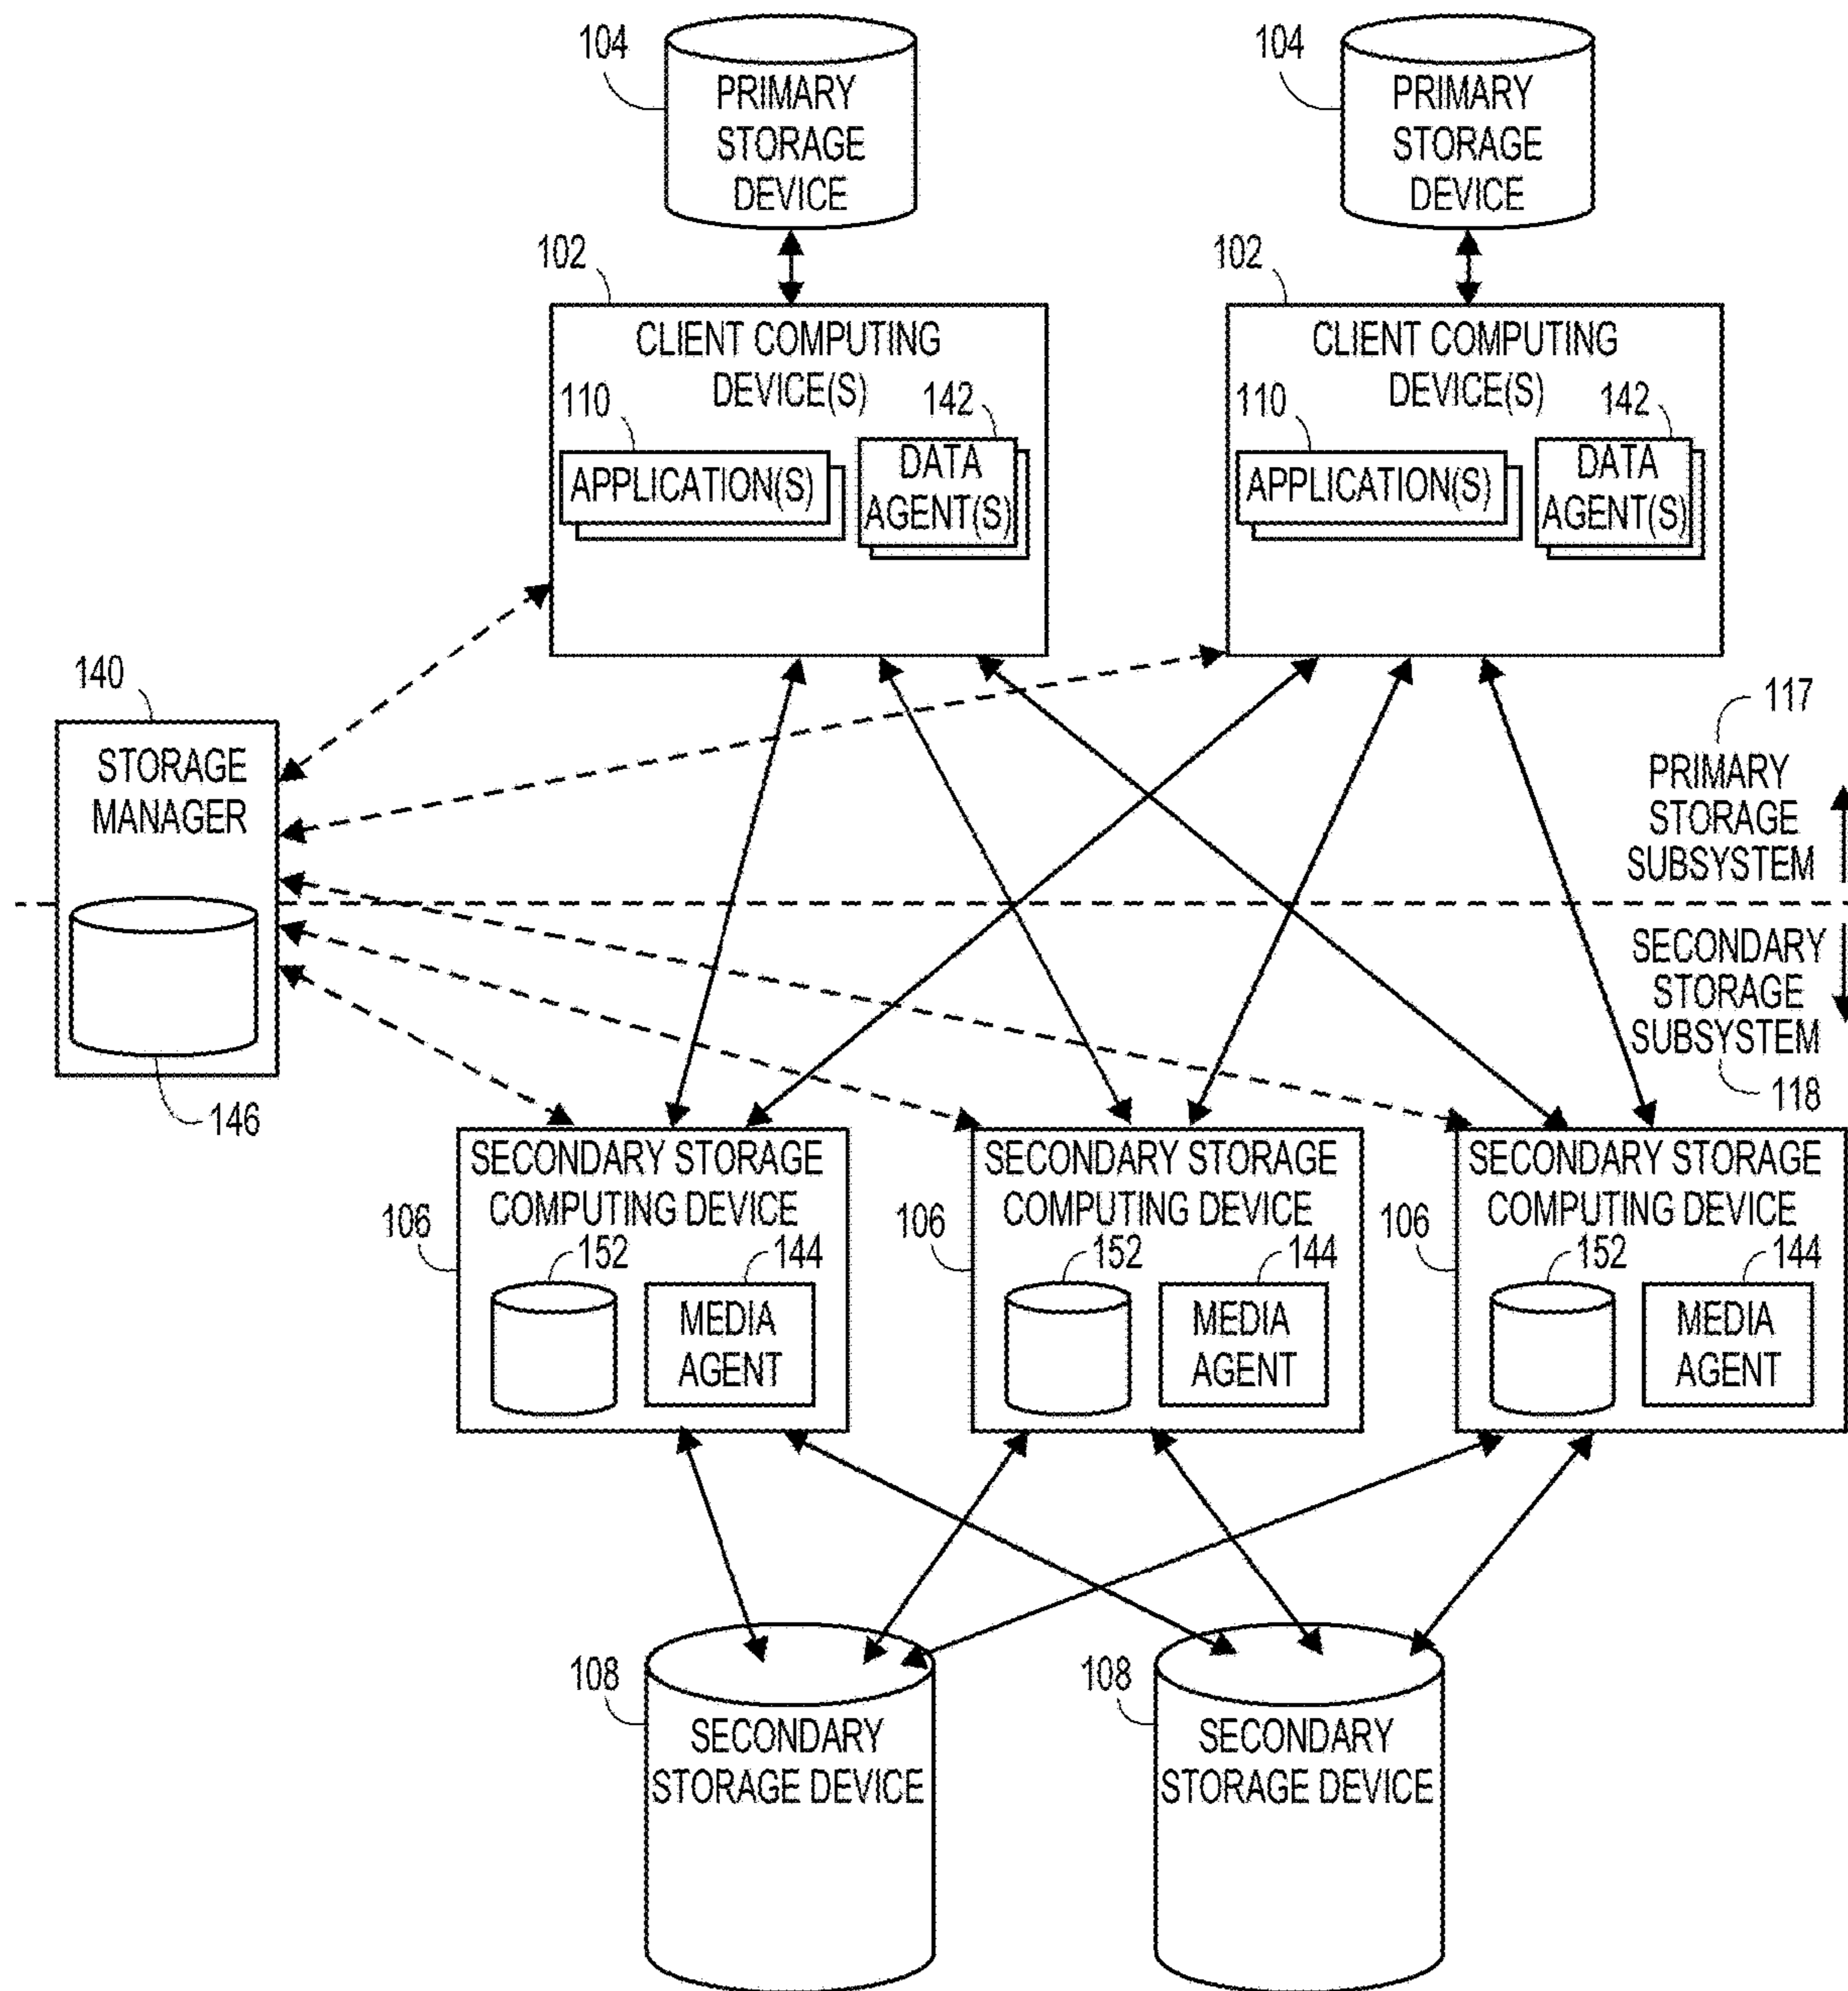 104
PRIMARY
STORAGE
DEVICE
104
PRIMARY
STORAGE
DEVICE
102
CLIENT COMPUTING
DEVICE(S)
110
142
APPLICATION(S)
DATA
AGENT(S)
102
CLIENT COMPUTING
DEVICE(S)
110
142
APPLICATION(S)
DATA
AGENT(S)
140
STORAGE
MANAGER
146
117
PRIMARY
STORAGE
SUBSYSTEM
SECONDARY
STORAGE
SUBSYSTEM
118
SECONDARY STORAGE
COMPUTING DEVICE
106
152
144
MEDIA
AGENT
SECONDARY STORAGE
COMPUTING DEVICE
106
152
144
MEDIA
AGENT
SECONDARY STORAGE
COMPUTING DEVICE
106
152
144
MEDIA
AGENT
108
SECONDARY
STORAGE DEVICE
108
SECONDARY
STORAGE DEVICE